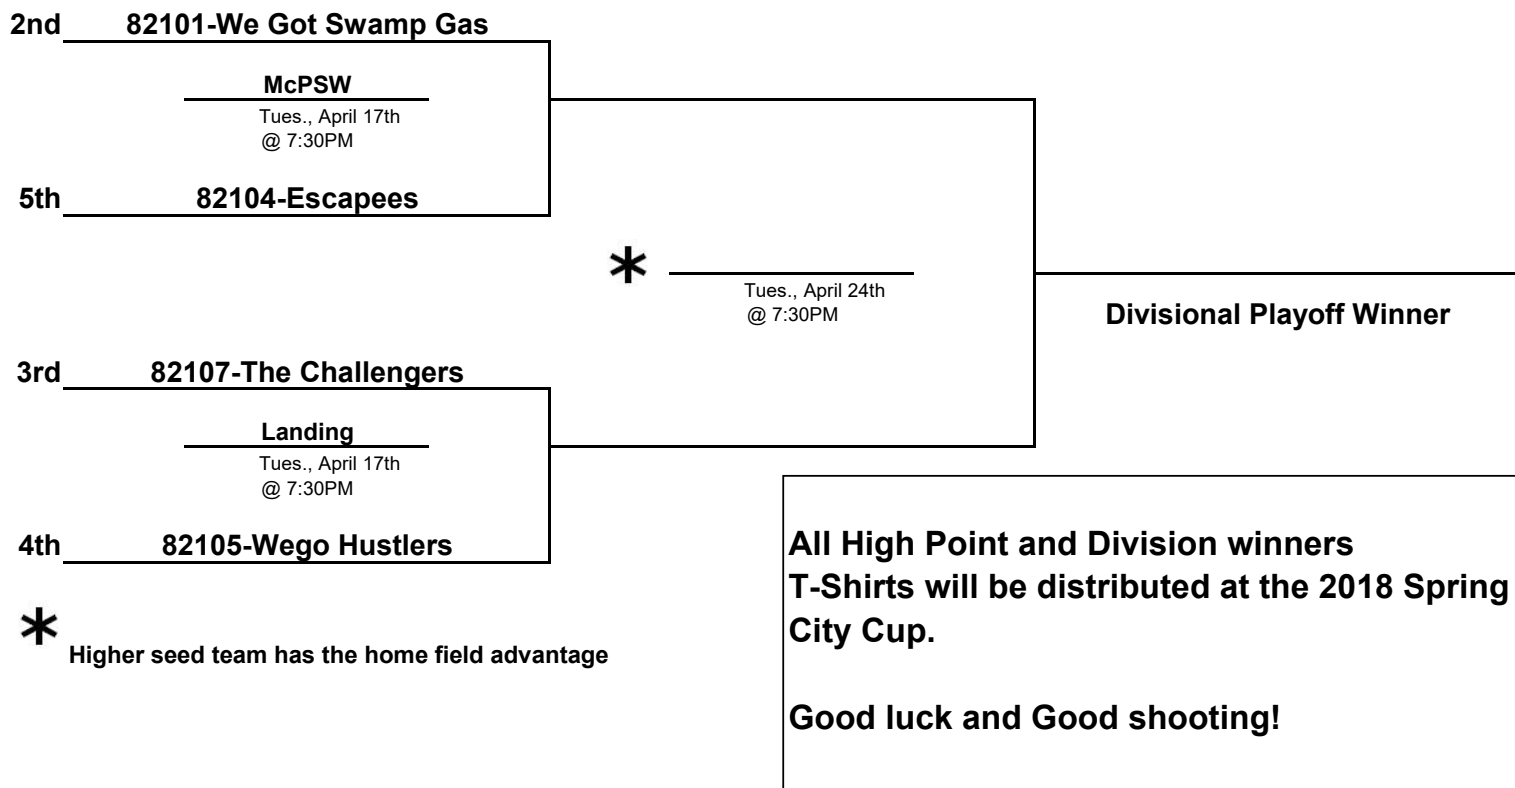 2nd 82101-We Got Swamp Gas
McPSW
Tues., April 17th
@ 7:30PM
5th 82104-Escapees
*
Tues., April 24th
@ 7:30PM
Divisional Playoff Winner
3rd 82107-The Challengers
Landing
Tues., April 17th
@ 7:30PM
4th 82105-Wego Hustlers
* Higher seed team has the home field advantage
All High Point and Division winners
T-Shirts will be distributed at the 2018 Spring
City Cup.
Good luck and Good shooting!